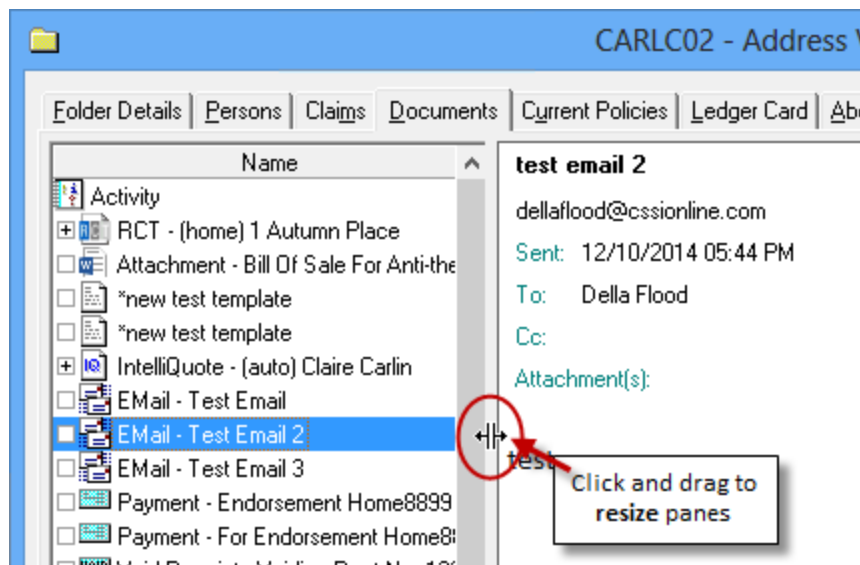 CARLC02 - Address
Folder Details Persons Claims Documents Current Policies Ledger Card
Name
Activity
RCT - (home) 1 Autumn Place
Attachment - Bill Of Sale For Anti-the
*new test template
*new test template
IntelliQuote - (auto) Claire Carlin
EMail - Test Email
EMail - Test Email 2
EMail - Test Email 3
Payment - Endorsement Home8899
Payment - For Endorsement Home8
test email 2
dellaflood@cssionline.com
Sent: 12/10/2014 05:44 PM
To: Della Flood
Cc:
Attachment(s):
test
Click and drag to
resize panes